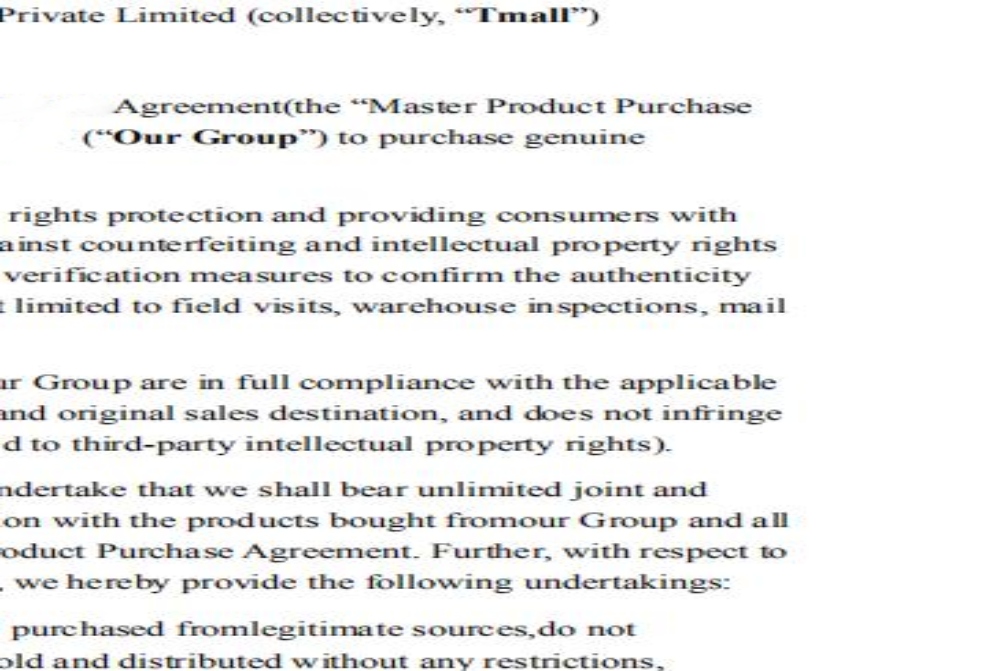 Private Limited (collectively, “Tmall”)
Agreement(the “Master Product Purchase
(“Our Group”) to purchase genuine
rights protection and providing consumers with
ainst counterfeiting and intellectual property rights
verification measures to confirm the authenticity
t limited to field visits, warehouse inspections, mail
ur Group are in full compliance with the applicable
and original sales destination, and does not infringe
d to third-party intellectual property rights).
ndertake that we shall bear unlimited joint and
ion with the products bought fromour Group and all
roduct Purchase Agreement. Further, with respect to
, we hereby provide the following undertakings:
purchased fromlegitimate sources,do not
old and distributed without any restrictions,